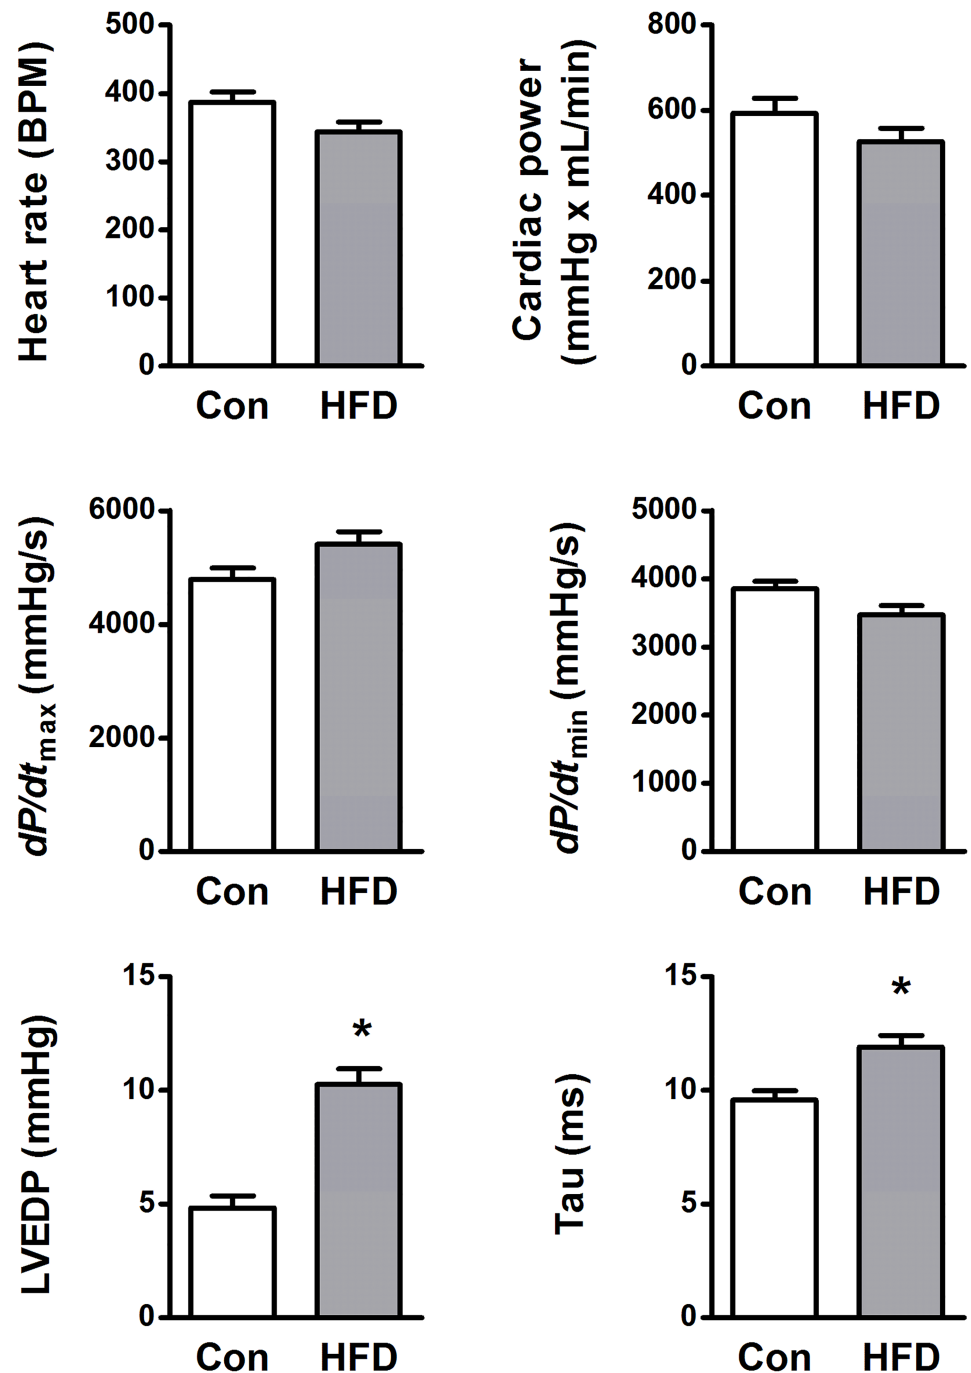 Heart rate (BPM)
500
400
300
200
100
0
Con HFD
Cardiac power
(mmHg x mL/min)
800
600
400
200
0
Con HFD
dP/dtmax (mmHg/s)
6000
4000
2000
0
Con HFD
dP/dtmin (mmHg/s)
5000
4000
3000
2000
1000
0
Con HFD
LVEDP (mmHg)
15
10
5
0
*
Con HFD
Tau (ms)
15
10
5
0
*
Con HFD